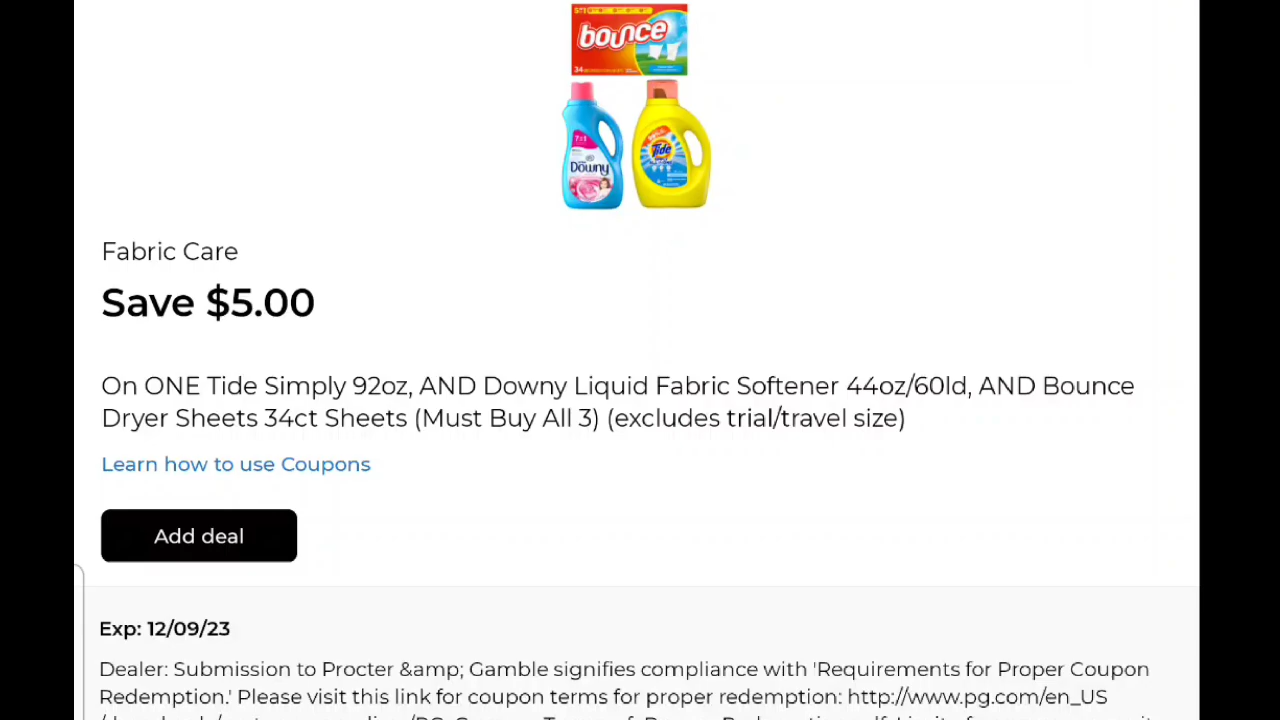 bounce
34
7in1
Downy
Tide
Fabric Care
Save $5.00
On ONE Tide Simply 92oz, AND Downy Liquid Fabric Softener 44oz/60ld, AND Bounce
Dryer Sheets 34ct Sheets (Must Buy All 3) (excludes trial/travel size)
Learn how to use Coupons
Add deal
Exp: 12/09/23
Dealer: Submission to Procter &amp;amp; Gamble signifies compliance with 'Requirements for Proper Coupon
Redemption.' Please visit this link for coupon terms for proper redemption: http://www.pg.com/en_US